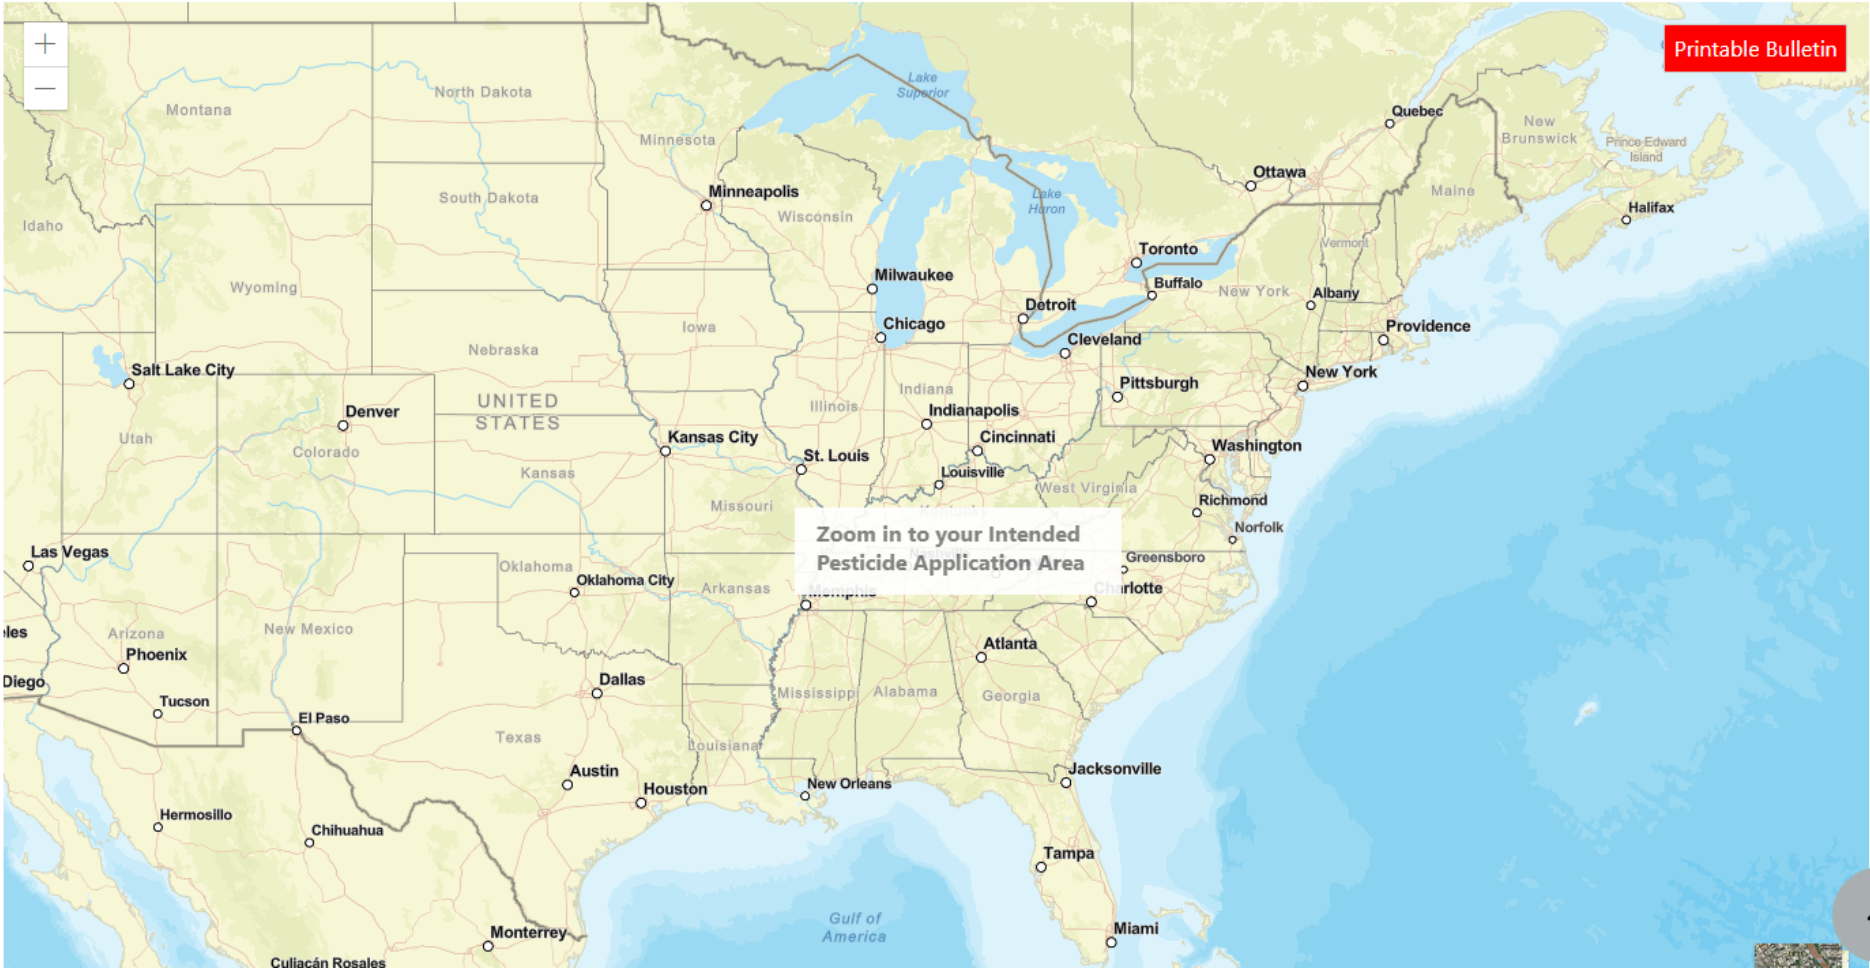 +
−
Printable Bulletin
Lake
Superior
North Dakota
Montana
Quebec
New
Brunswick
Minnesota
Prince Edward
Island
Ottawa
Minneapolis
South Dakota
Maine
Lake
Huron
Halifax
Wisconsin
Idaho
Vermont
Toronto
Milwaukee
Buffalo
Wyoming
New York
Albany
Detroit
Chicago
Iowa
Providence
Cleveland
Nebraska
Salt Lake City
New York
Pittsburgh
Indiana
UNITED
STATES
Illinois
Denver
Indianapolis
Utah
Kansas City
Cincinnati
Washington
Colorado
St. Louis
Kansas
Louisville
West Virginia
Missouri
Richmond
Kentucky
Norfolk
Zoom in to your Intended
Pesticide Application Area
Las Vegas
Nashville
Greensboro
Oklahoma
Oklahoma City
Arkansas
Memphis
Charlotte
eles
Arizona
New Mexico
Atlanta
Phoenix
Diego
Dallas
Mississippi
Alabama
Georgia
Tucson
El Paso
Texas
Louisiana
Austin
Jacksonville
Houston
New Orleans
Hermosillo
Chihuahua
Tampa
Gulf of
America
Monterrey
Miami
Culiacán Rosales